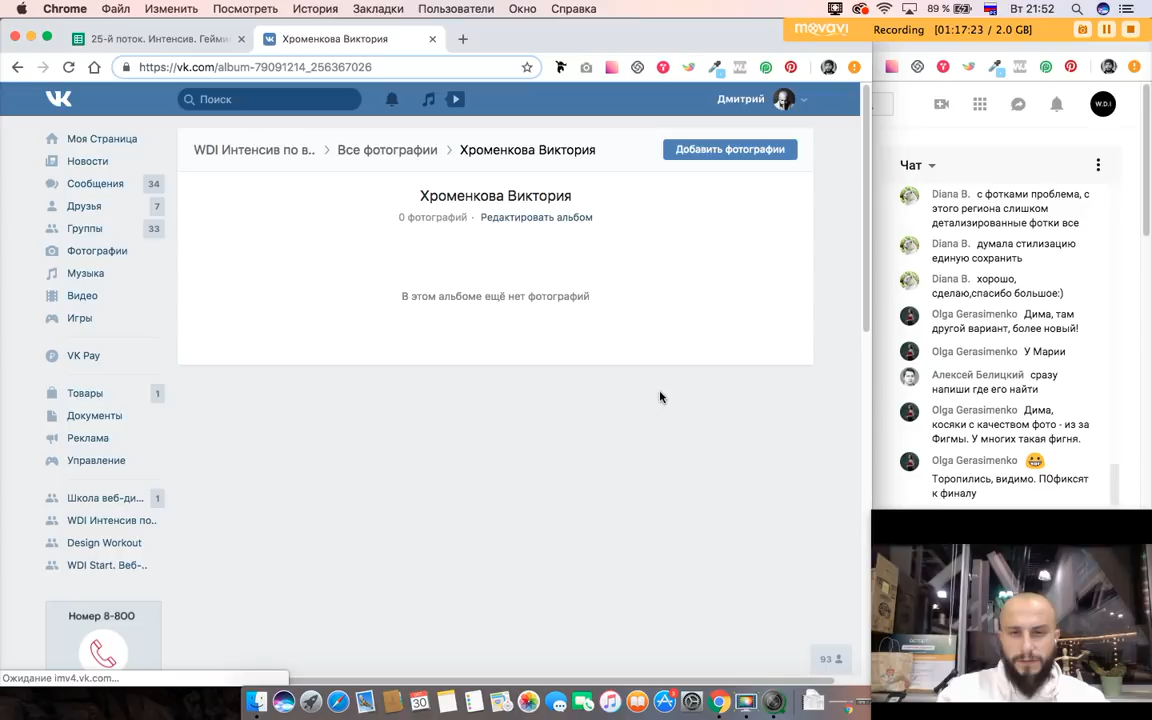 Chrome Файл Изменить Посмотреть История Закладки Пользователи Окно Справка
89 % Вт 21:52
movavi Recording [01:17:23 / 2.0 GB]
25-й поток. Интенсив. Гейми
Хроменкова Виктория
https://vk.com/album-79091214_256367026
Поиск
Дмитрий
W.D.I
Моя Страница
Новости
Сообщения 34
Друзья 7
Группы 33
Фотографии
Музыка
Видео
Игры
VK Pay
Товары 1
Документы
Реклама
Управление
Школа веб-ди... 1
WDI Интенсив по..
Design Workout
WDI Start. Веб-..
Номер 8-800
WDI Интенсив по в.. Все фотографии Хроменкова Виктория
Добавить фотографии
Хроменкова Виктория
0 фотографий · Редактировать альбом
В этом альбоме ещё нет фотографий
93
Ожидание imv4.vk.com...
Чат
Diana B. с фотками проблема, с
этого региона слишком
детализированные фотки все
Diana B. думала стилизацию
единую сохранить
Diana B. хорошо,
сделаю,спасибо большое:)
Olga Gerasimenko Дима, там
другой вариант, более новый!
Olga Gerasimenko У Марии
Алексей Белицкий сразу
напиши где его найти
Olga Gerasimenko Дима,
косяки с качеством фото - из за
Фигмы. У многих такая фигня.
Olga Gerasimenko
Торопились, видимо. ПОфиксят
к финалу
30